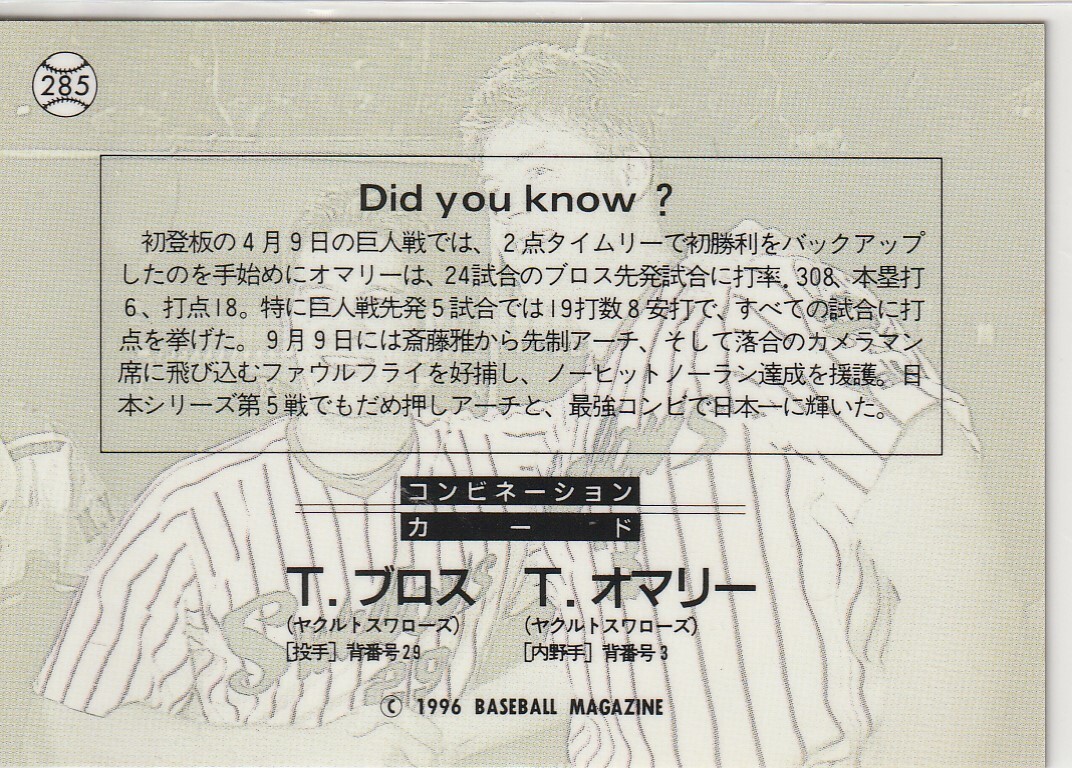 285
Did you know ?
初登板の4月9日の巨人戦では、2点タイムリーで初勝利をバックアップ
したのを手始めにオマリーは、24試合のブロス先発試合に打率.308、本塁打
6、打点18。特に巨人戦先発5試合では19打数8安打で、すべての試合に打
点を挙げた。9月9日には斎藤雅から先制アーチ、そして落合のカメラマン
席に飛び込むファウルフライを好捕し、ノーヒットノーラン達成を援護。日
本シリーズ第5戦でもだめ押しアーチと、最強コンビで日本一に輝いた。
コンビネーション
カード
T.ブロス T.オマリー
(ヤクルトスワローズ) (ヤクルトスワローズ)
[投手] 背番号29 [内野手] 背番号3
© 1996 BASEBALL MAGAZINE